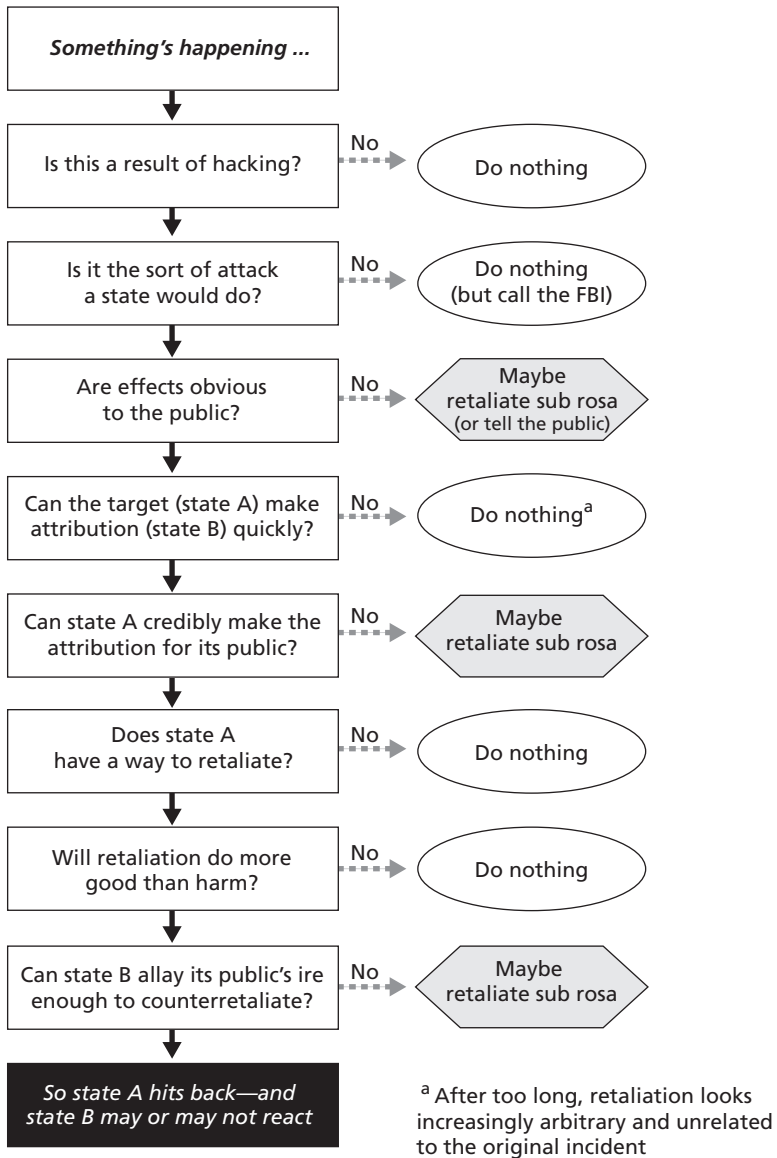 Something's happening ...
Is this a result of hacking?
No
Do nothing
Is it the sort of attack
a state would do?
No
Do nothing
(but call the FBI)
Are effects obvious
to the public?
No
Maybe
retaliate sub rosa
(or tell the public)
Can the target (state A) make
attribution (state B) quickly?
No
Do nothingᵃ
Can state A credibly make the
attribution for its public?
No
Maybe
retaliate sub rosa
Does state A
have a way to retaliate?
No
Do nothing
Will retaliation do more
good than harm?
No
Do nothing
Can state B allay its public's ire
enough to counterretaliate?
No
Maybe
retaliate sub rosa
So state A hits back—and
state B may or may not react
ᵃ After too long, retaliation looks
increasingly arbitrary and unrelated
to the original incident